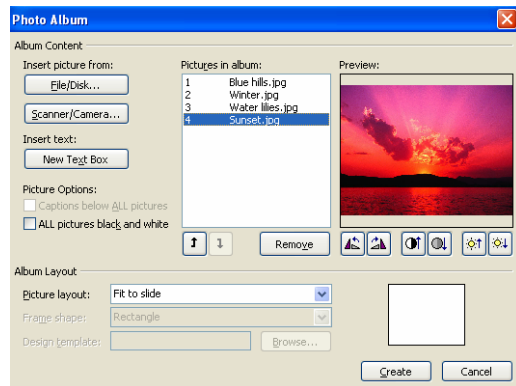 Photo Album
Album Content
Insert picture from:
File/Disk...
Scanner/Camera...
Insert text:
New Text Box
Picture Options:
Captions below ALL pictures
ALL pictures black and white
Pictures in album:
1 Blue hills.jpg
2 Winter.jpg
3 Water lilies.jpg
4 Sunset.jpg
Remove
Preview:
Album Layout
Picture layout: Fit to slide
Frame shape: Rectangle
Design template: Browse...
Create Cancel